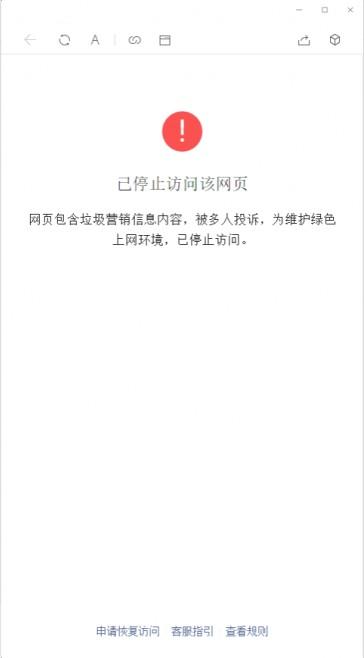 A
已停止访问该网页
网页包含垃圾营销信息内容，被多人投诉，为维护绿色
上网环境，已停止访问。
申请恢复访问 客服指引 查看规则